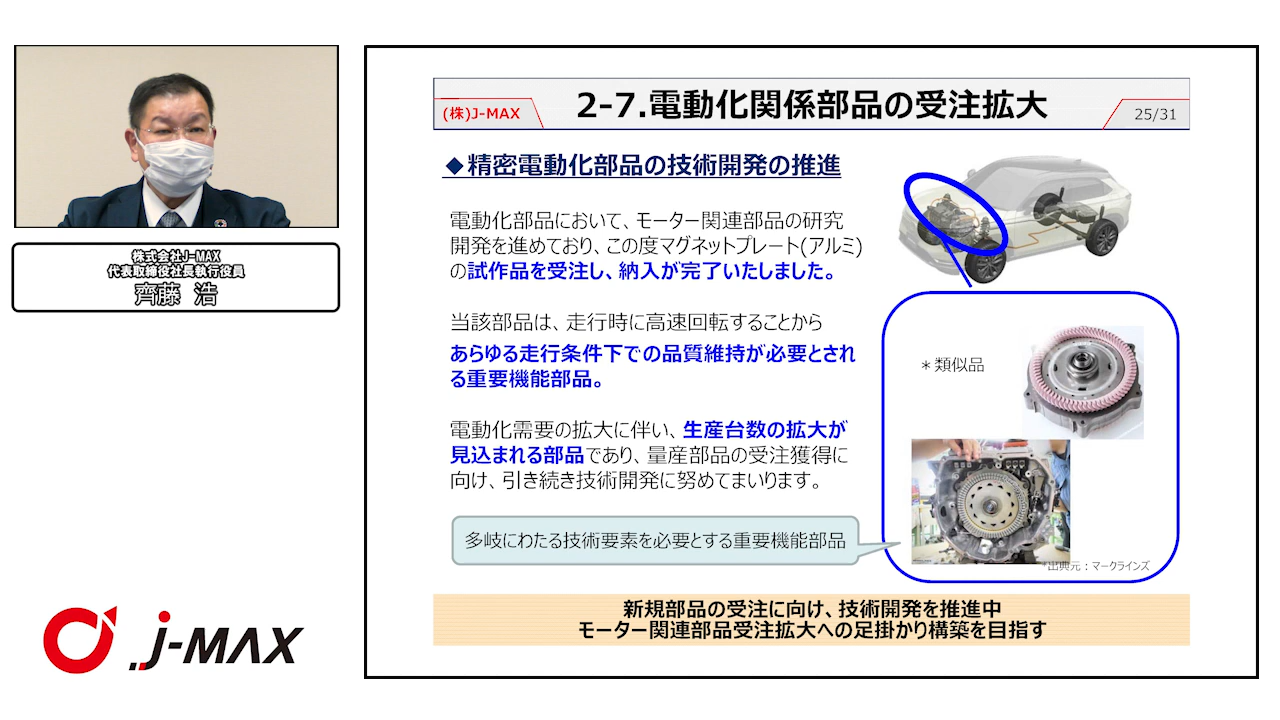 株式会社J-MAX
代表取締役社長執行役員
齊藤 浩
J-MAX
(株)J-MAX
2-7.電動化関係部品の受注拡大
25/31
◆精密電動化部品の技術開発の推進
電動化部品において、モーター関連部品の研究
開発を進めており、この度マグネットプレート(アルミ)
の試作品を受注し、納入が完了いたしました。
当該部品は、走行時に高速回転することから
あらゆる走行条件下での品質維持が必要とされ
る重要機能部品。
電動化需要の拡大に伴い、生産台数の拡大が
見込まれる部品であり、量産部品の受注獲得に
向け、引き続き技術開発に努めてまいります。
多岐にわたる技術要素を必要とする重要機能部品
＊類似品
*出典元：マークラインズ
新規部品の受注に向け、技術開発を推進中
モーター関連部品受注拡大への足掛かり構築を目指す